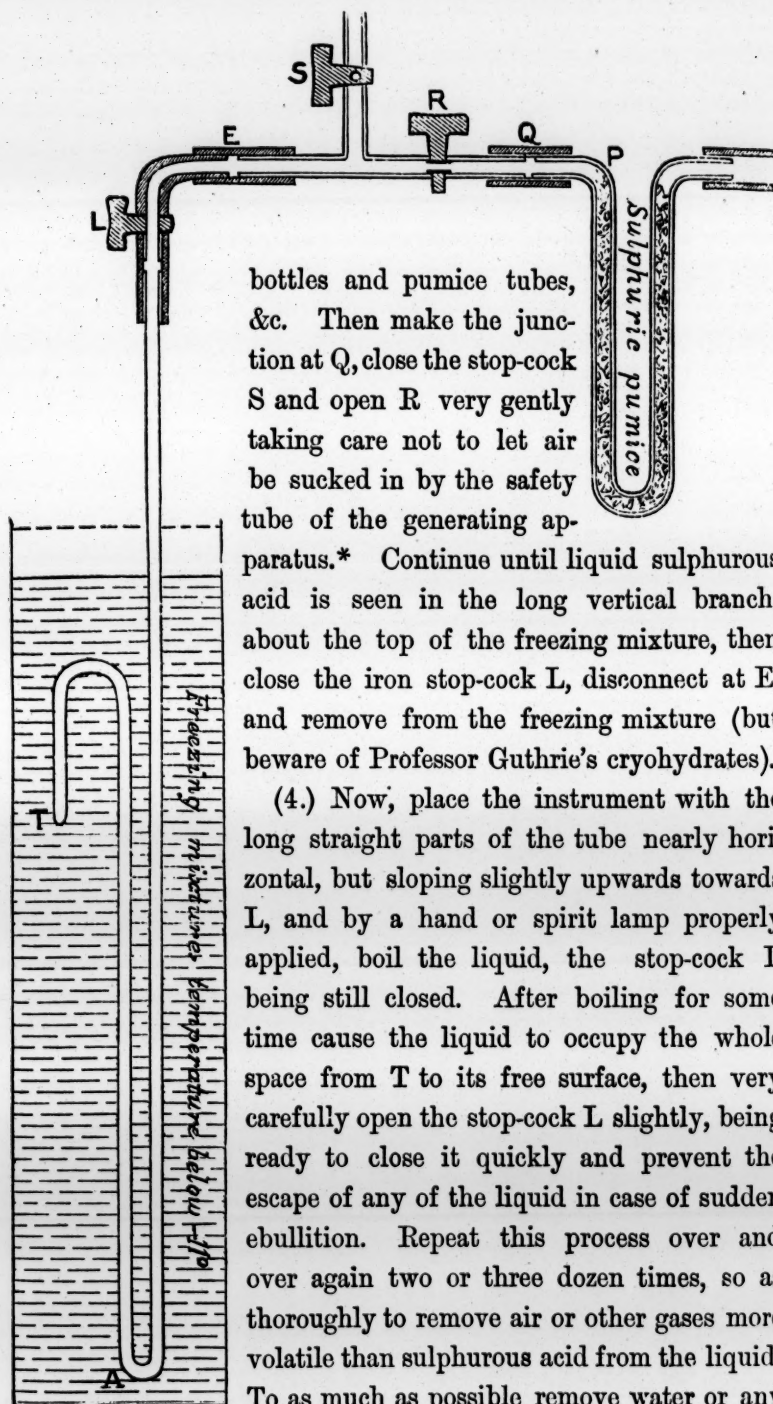 S
R
E
Q
P
L
Sulphuric pumice
bottles and pumice tubes,
&c. Then make the junc-
tion at Q, close the stop-cock
S and open R very gently
taking care not to let air
be sucked in by the safety
tube of the generating ap-
paratus.* Continue until liquid sulphurous
acid is seen in the long vertical branch
about the top of the freezing mixture, then
close the iron stop-cock L, disconnect at E
and remove from the freezing mixture (but
beware of Professor Guthrie's cryohydrates).
(4.) Now, place the instrument with the
long straight parts of the tube nearly hori
zontal, but sloping slightly upwards towards
L, and by a hand or spirit lamp properly
applied, boil the liquid, the stop-cock L
being still closed. After boiling for some
time cause the liquid to occupy the whole
space from T to its free surface, then very
carefully open the stop-cock L slightly, being
ready to close it quickly and prevent the
escape of any of the liquid in case of sudden
ebullition. Repeat this process over and
over again two or three dozen times, so a
thoroughly to remove air or other gases more
volatile than sulphurous acid from the liquid
To as much as possible remove water or any
T
Freezing mixture, temperature below -11°
A